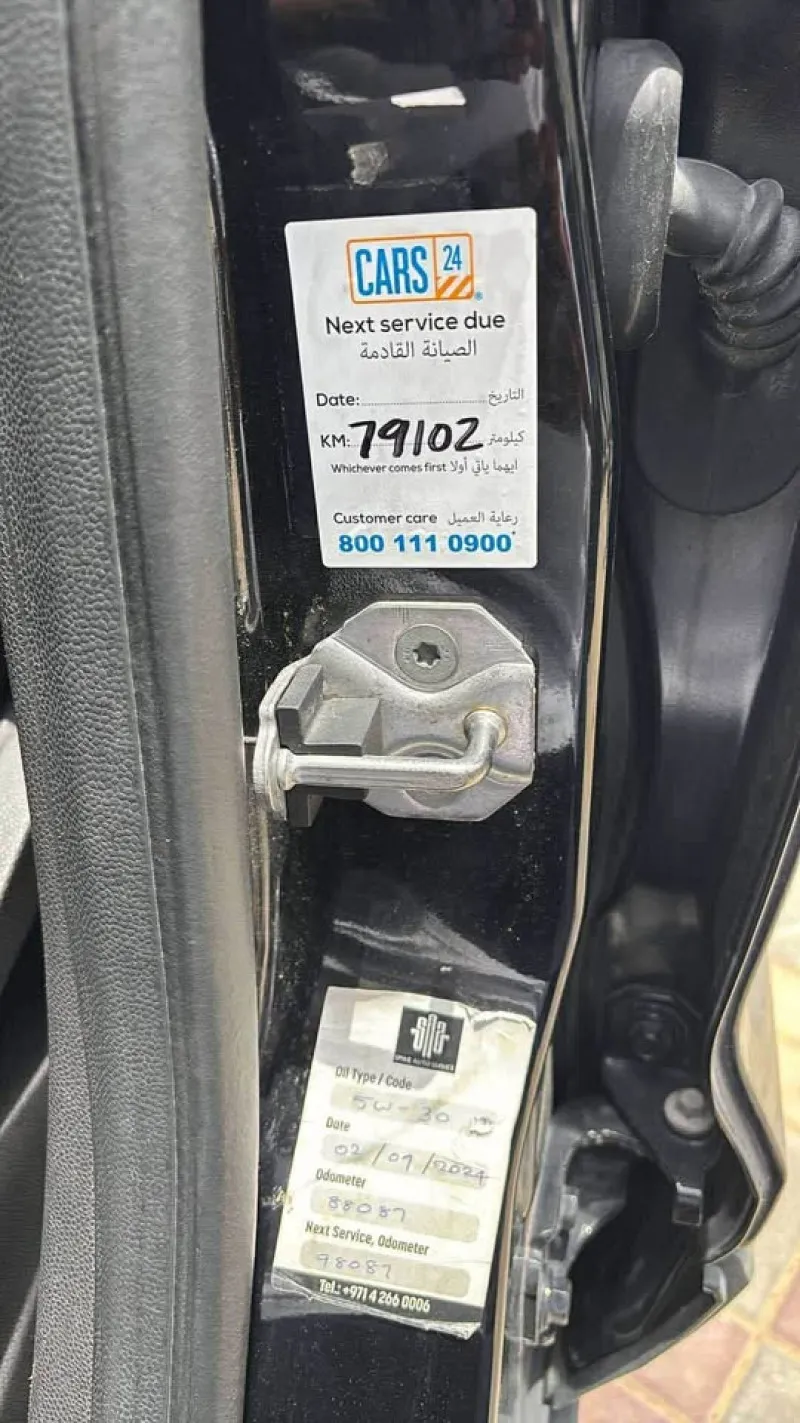 CARS 24
Next service due
الصيانة القادمة
Date: التاريخ
KM: 79102 كيلومتر
Whichever comes first أيهما يأتي أولا
Customer care رعاية العميل
800 111 0900
Oil Type / Code
5W-30
Date
02/09/2024
Odometer
88087
Next Service, Odometer
98087
Tel.: +971 4 266 0006